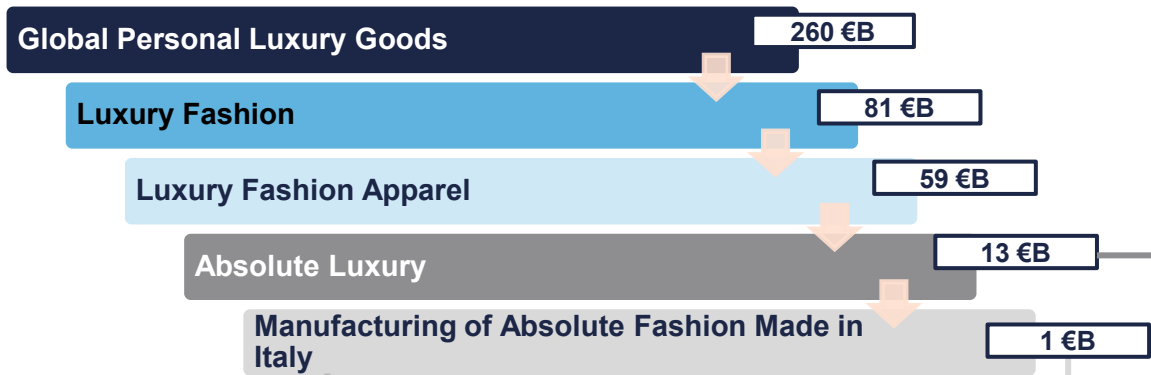 Global Personal Luxury Goods
260 €B
Luxury Fashion
81 €B
Luxury Fashion Apparel
59 €B
Absolute Luxury
13 €B
Manufacturing of Absolute Fashion Made in
Italy
1 €B